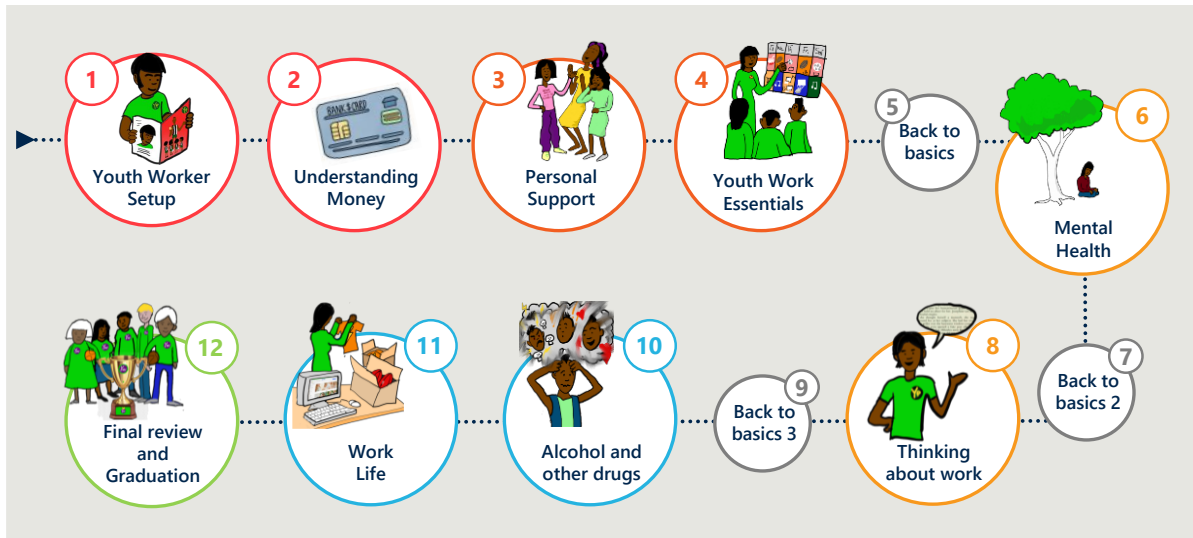 1
Youth Worker
Setup
2
BANK CARD
Understanding
Money
3
Personal
Support
4
Youth Work
Essentials
5
Back to
basics
6
Mental
Health
7
Back to
basics 2
8
Thinking
about work
9
Back to
basics 3
10
Alcohol and
other drugs
11
Work
Life
12
Final review
and
Graduation